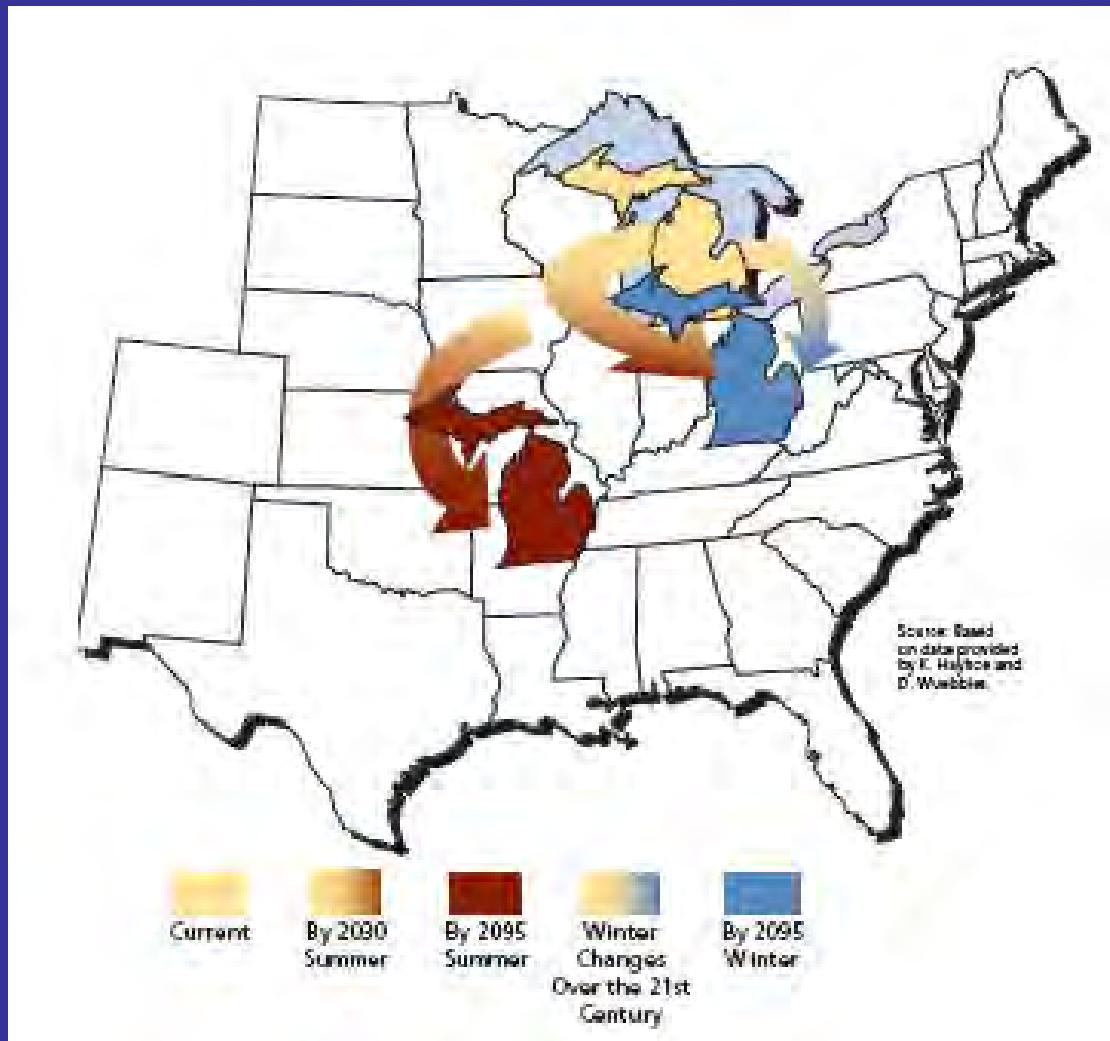 Source: Based
on data provided
by K. Hayhoe and
D. Wuebbles.
Current
By 2030
Summer
By 2095
Summer
Winter
Changes
Over the 21st
Century
By 2095
Winter